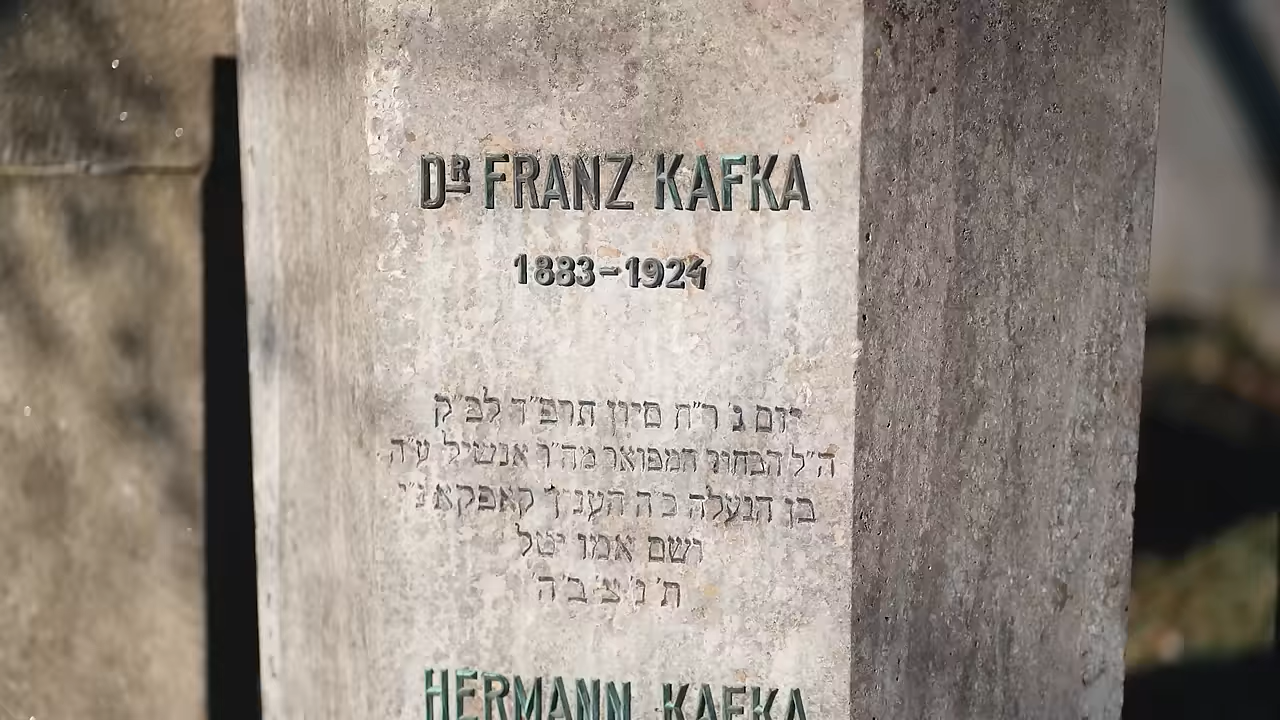 DR FRANZ KAFKA
1883-1924
יום ג' ר"ח סיון תרפ"ד לפ"ק
ה"ל הבחור המפואר מה"ו אנשיל ע"ה
בן הנעלה כ'ה העניך קאפקא נ"י
ושם אמו יטל
ת' נ' צ' ב' ה'
HERMANN KAFKA